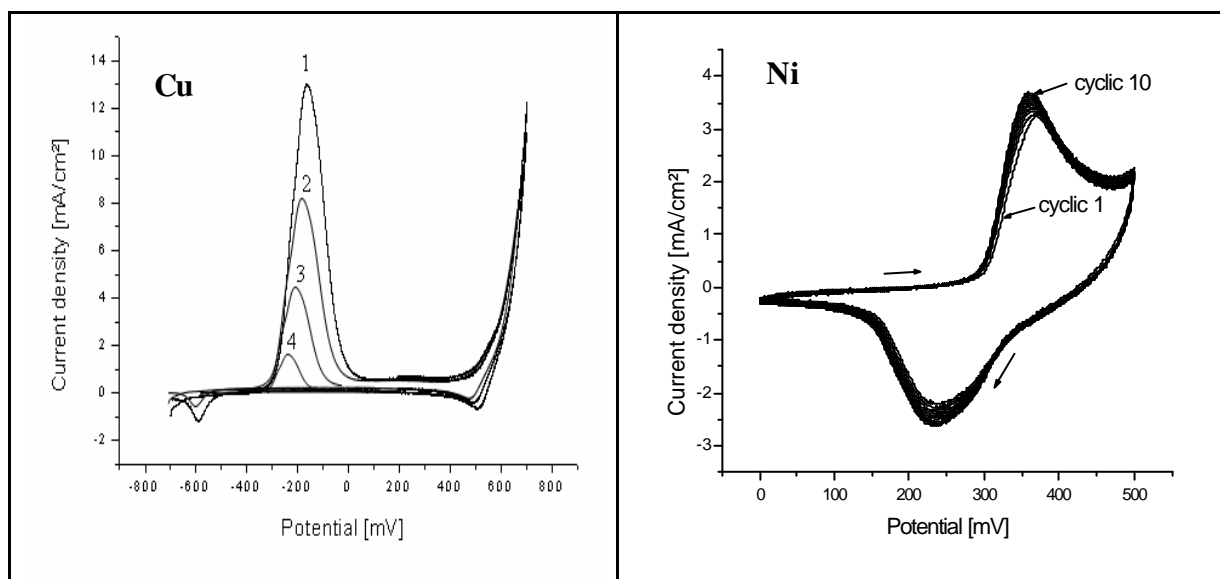 Cu
1
2
3
4
14
12
10
8
6
4
2
0
-2
Current density [mA/cm²]
-800 -600 -400 -200 0 200 400 600 800
Potential [mV]
Ni
cyclic 10
cyclic 1
4
3
2
1
0
-1
-2
-3
Current density [mA/cm²]
0 100 200 300 400 500
Potential [mV]